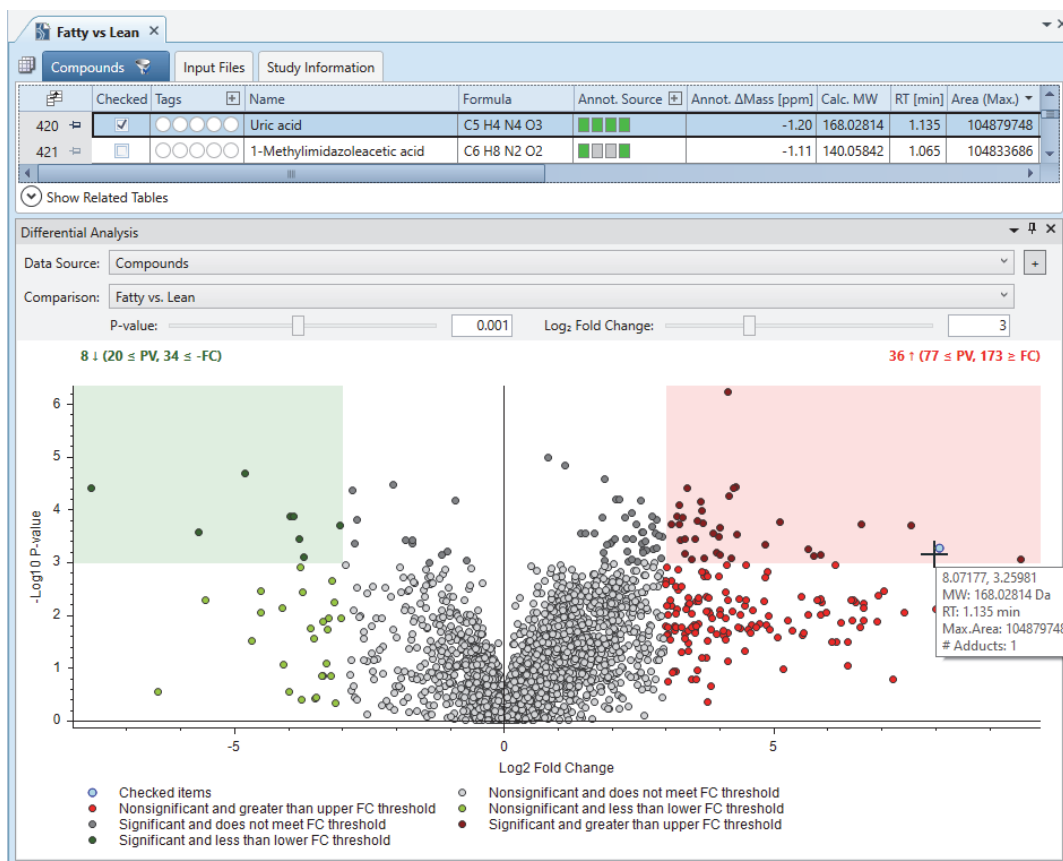 Fatty vs Lean ×
Compounds Input Files Study Information
Checked Tags Name Formula Annot. Source Annot. ΔMass [ppm] Calc. MW RT [min] Area (Max.)
420 Uric acid C5 H4 N4 O3 -1.20 168.02814 1.135 104879748
421 1-Methylimidazoleacetic acid C6 H8 N2 O2 -1.11 140.05842 1.065 104833686
Show Related Tables
Differential Analysis
Data Source: Compounds +
Comparison: Fatty vs. Lean
P-value: 0.001 Log₂ Fold Change: 3
8 ↓ (20 ≤ PV, 34 ≤ -FC) 36 ↑ (77 ≤ PV, 173 ≥ FC)
6
5
4
3
2
1
0
-Log10 P-value
8.07177, 3.25981
MW: 168.02814 Da
RT: 1.135 min
Max.Area: 104879748
# Adducts: 1
-5 0 5
Log2 Fold Change
Checked items
Nonsignificant and greater than upper FC threshold
Significant and does not meet FC threshold
Significant and less than lower FC threshold
Nonsignificant and does not meet FC threshold
Nonsignificant and less than lower FC threshold
Significant and greater than upper FC threshold